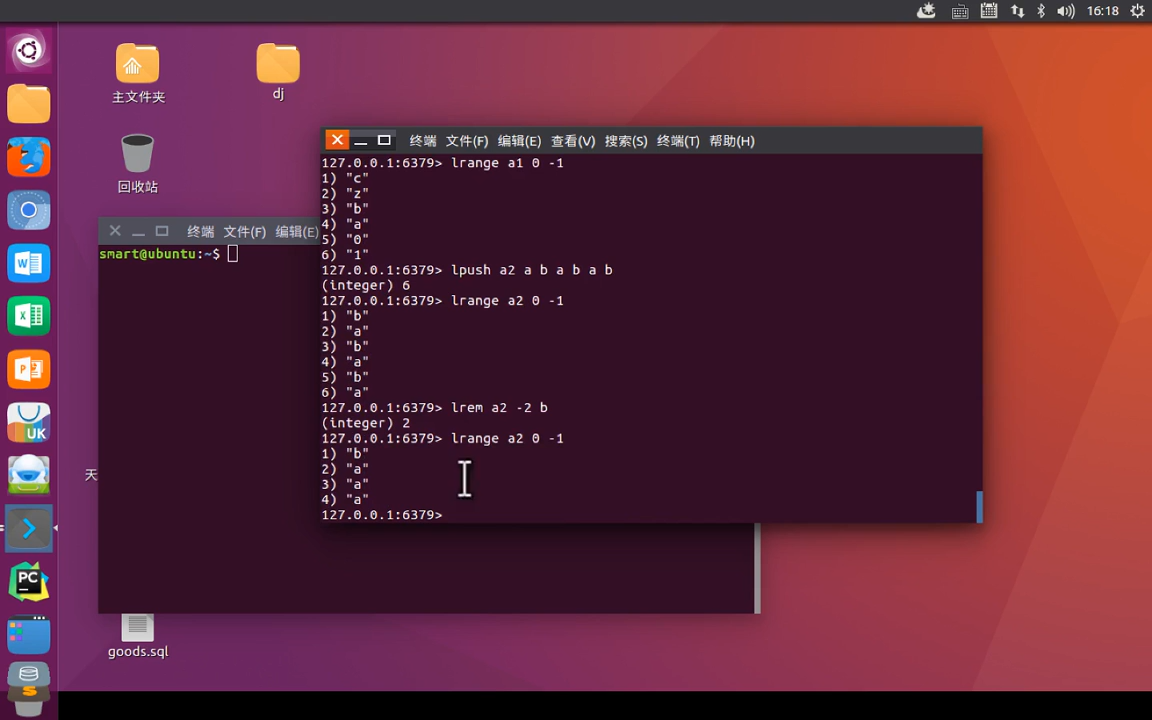 16:18
主文件夹
dj
回收站
终端 文件(F) 编辑(E) 查看(V) 搜索(S) 终端(T) 帮助(H)
127.0.0.1:6379> lrange a1 0 -1
1) "c"
2) "z"
3) "b"
4) "a"
5) "0"
6) "1"
127.0.0.1:6379> lpush a2 a b a b a b
(integer) 6
127.0.0.1:6379> lrange a2 0 -1
1) "b"
2) "a"
3) "b"
4) "a"
5) "b"
6) "a"
127.0.0.1:6379> lrem a2 -2 b
(integer) 2
127.0.0.1:6379> lrange a2 0 -1
1) "b"
2) "a"
3) "a"
4) "a"
127.0.0.1:6379>
终端 文件(F) 编辑(E)
smart@ubuntu:~$
天
goods.sql
W
X
P
UK
PC
S